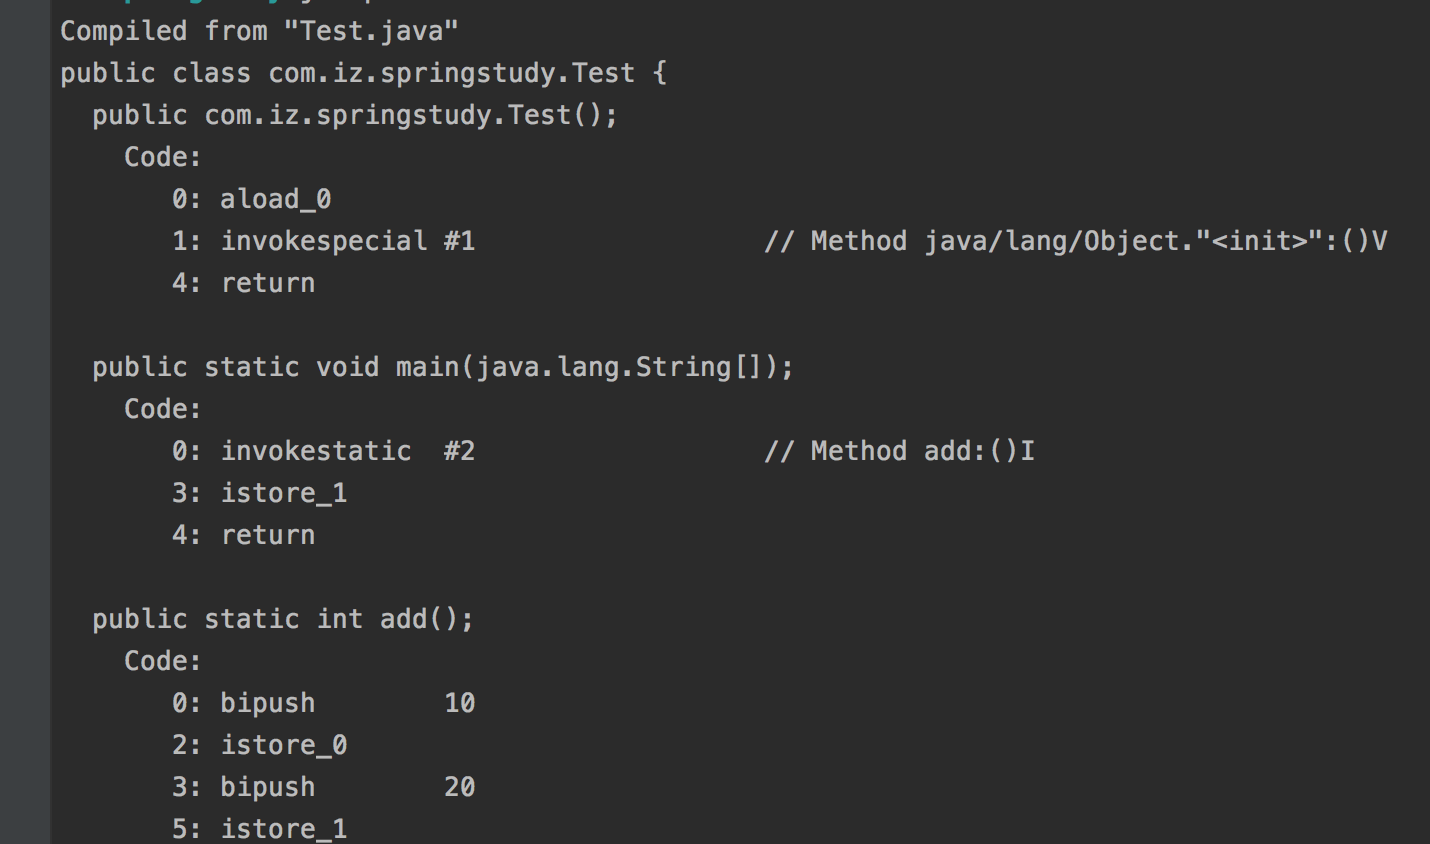 Compiled from "Test.java"
public class com.iz.springstudy.Test {
  public com.iz.springstudy.Test();
    Code:
       0: aload_0
       1: invokespecial #1                  // Method java/lang/Object."<init>":()V
       4: return

  public static void main(java.lang.String[]);
    Code:
       0: invokestatic  #2                  // Method add:()I
       3: istore_1
       4: return

  public static int add();
    Code:
       0: bipush        10
       2: istore_0
       3: bipush        20
       5: istore_1